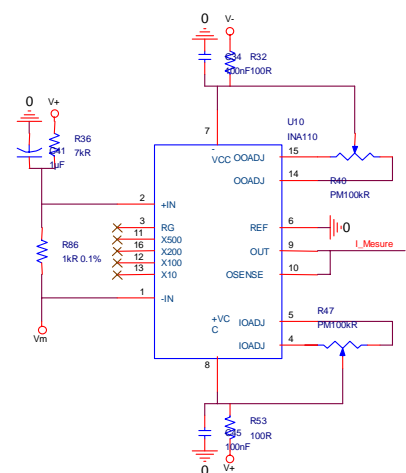 0
V-
C34 R32
100nF100R
0
V+
R36
C41 7kR
1uF
U10
INA110
7
-
VCC OOADJ 15
OOADJ 14
R40
PM100kR
2 +IN
3 RG
11 X500
16 X200
12 X100
13 X10
REF 6
0
OUT 9
I_Mesure
OSENSE 10
R86
1kR 0.1%
1 -IN
Vm
+VC
C
IOADJ 5
IOADJ 4
R47
PM100kR
8
R53
C45 100R
100nF
0
V+